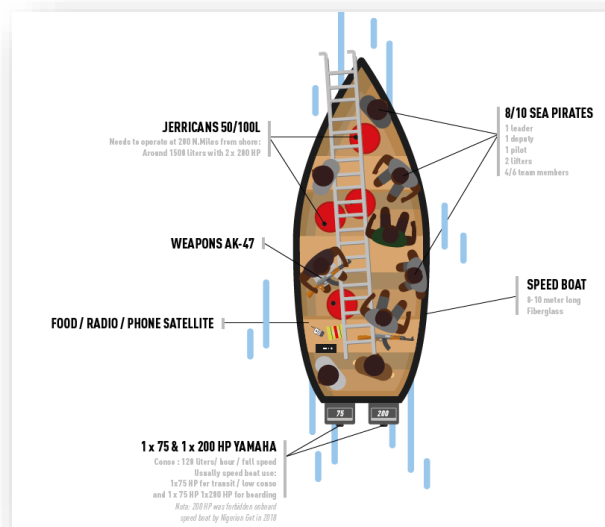 JERRICANS 50/100L
Needs to operate at 200 N.Miles from shore:
Around 1500 liters with 2 x 200 HP
8/10 SEA PIRATES
1 leader
1 deputy
1 pilot
2 lifters
4/6 team members
WEAPONS AK-47
SPEED BOAT
8-10 meter long
Fiberglass
FOOD / RADIO / PHONE SATELLITE
75
200
1 x 75 & 1 x 200 HP YAMAHA
Conso : 120 liters/ hour / full speed
Usually speed boat use:
1x75 HP for transit / low conso
and 1 x 75 HP 1x200 HP for boarding
Note: 200 HP was forbidden onboard
speed boat by Nigerian Gvt in 2018